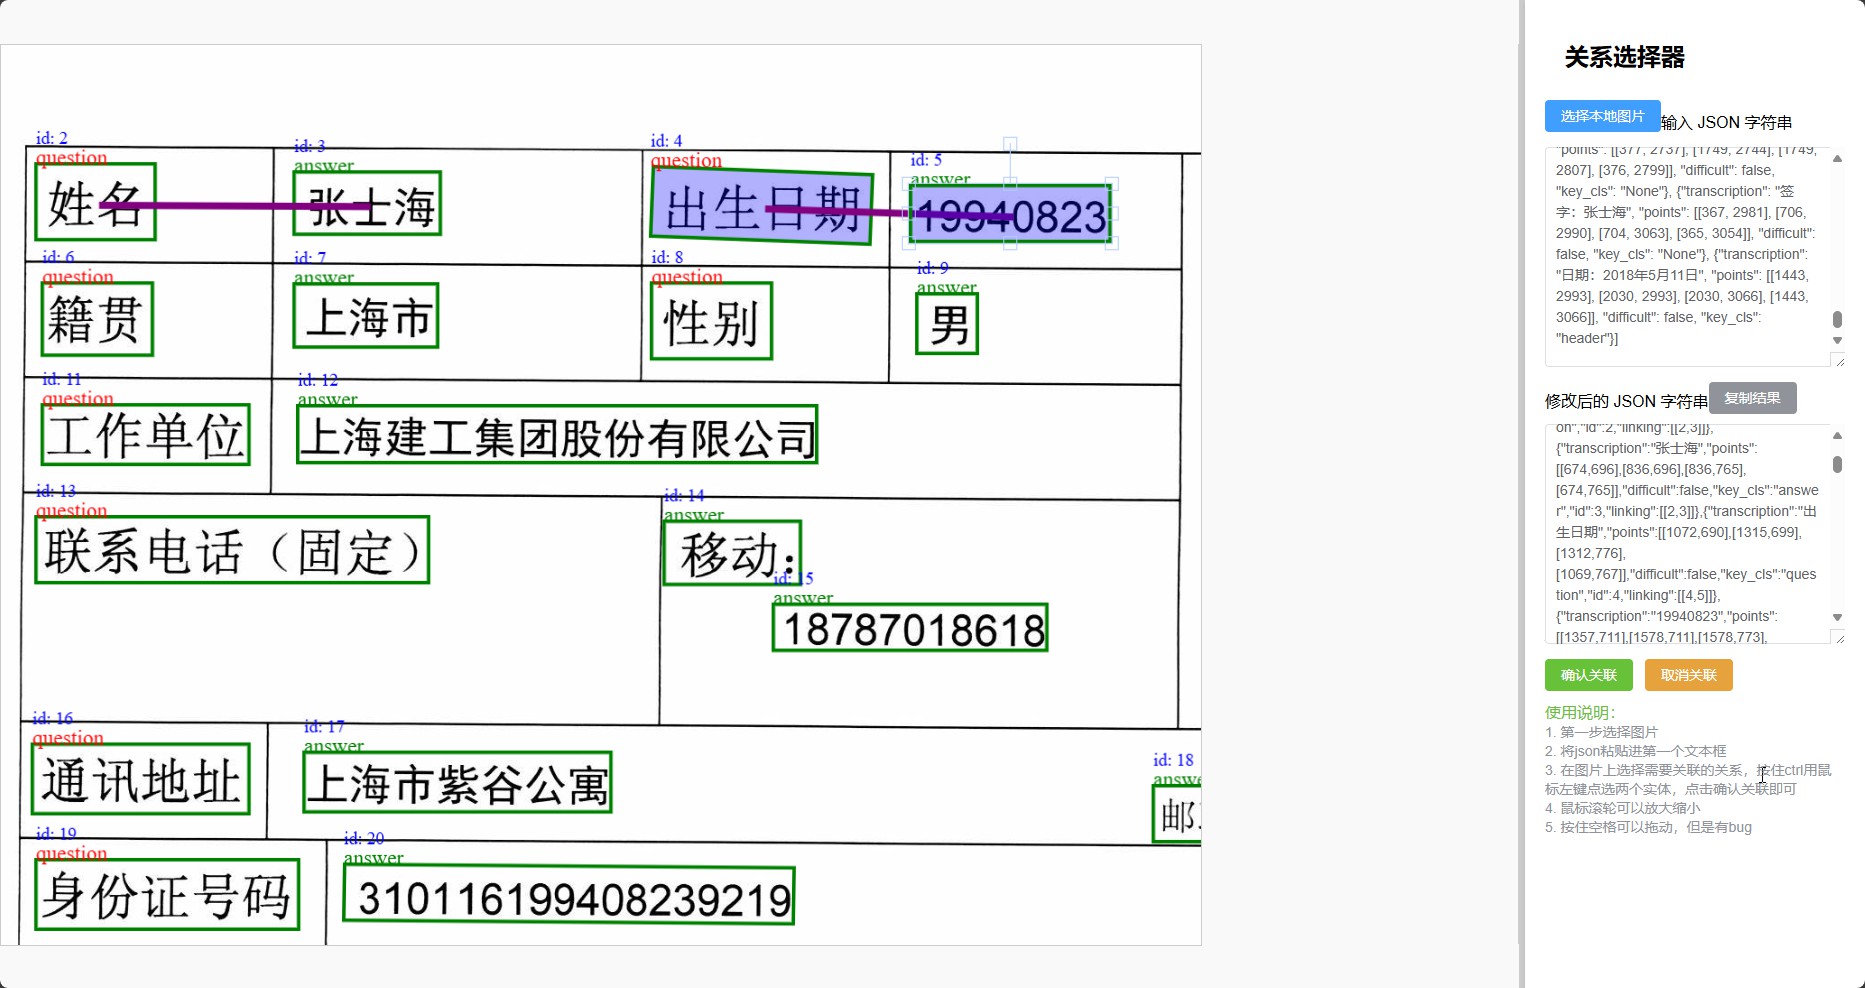 id: 2
question
姓名
id: 3
answer
张士海
id: 4
question
出生日期
id: 5
answer
19940823
id: 6
question
籍贯
id: 7
answer
上海市
id: 8
question
性别
id: 9
answer
男
id: 11
question
工作单位
id: 12
answer
上海建工集团股份有限公司
id: 13
question
联系电话（固定）
id: 14
answer
移动：
id: 15
answer
18787018618
id: 16
question
通讯地址
id: 17
answer
上海市紫谷公寓
id: 18
answe
邮
id: 19
question
身份证号码
id: 20
answer
310116199408239219
关系选择器
选择本地图片 输入 JSON 字符串
"points": [[377, 2737], [1749, 2744], [1749,
2807], [376, 2799]], "difficult": false,
"key_cls": "None"}, {"transcription": "签
字：张士海", "points": [[367, 2981], [706,
2990], [704, 3063], [365, 3054]], "difficult":
false, "key_cls": "None"}, {"transcription":
"日期：2018年5月11日", "points": [[1443,
2993], [2030, 2993], [2030, 3066], [1443,
3066]], "difficult": false, "key_cls":
"header"}]
修改后的 JSON 字符串 复制结果
on","id":2,"linking":[[2,3]]},
{"transcription":"张士海","points":
[[674,696],[836,696],[836,765],
[674,765]],"difficult":false,"key_cls":"answe
r","id":3,"linking":[[2,3]]},{"transcription":"出
生日期","points":[[1072,690],[1315,699],
[1312,776],
[1069,767]],"difficult":false,"key_cls":"ques
tion","id":4,"linking":[[4,5]]},
{"transcription":"19940823","points":
[[1357,711],[1578,711],[1578,773],
确认关联 取消关联
使用说明：
1. 第一步选择图片
2. 将json粘贴进第一个文本框
3. 在图片上选择需要关联的关系，按住ctrl用鼠
标左键点选两个实体，点击确认关联即可
4. 鼠标滚轮可以放大缩小
5. 按住空格可以拖动，但是有bug